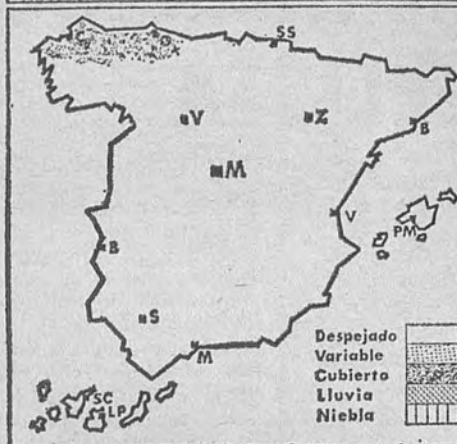 C
O
SS
V
Z
B
M
V
PM
B
S
M
SC
LP
Despejado
Variable
Cubierto
Lluvia
Niebla